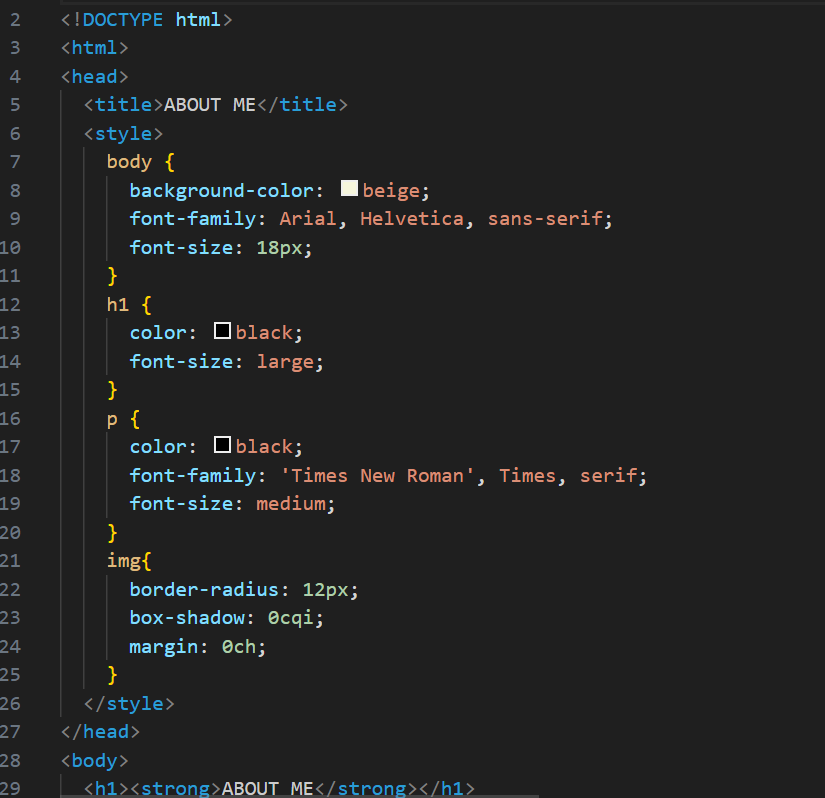 2 <!DOCTYPE html>
3 <html>
4 <head>
5 <title>ABOUT ME</title>
6 <style>
7 body {
8 background-color: beige;
9 font-family: Arial, Helvetica, sans-serif;
10 font-size: 18px;
11 }
12 h1 {
13 color: black;
14 font-size: large;
15 }
16 p {
17 color: black;
18 font-family: 'Times New Roman', Times, serif;
19 font-size: medium;
20 }
21 img{
22 border-radius: 12px;
23 box-shadow: 0cqi;
24 margin: 0ch;
25 }
26 </style>
27 </head>
28 <body>
29 <h1><strong>ABOUT ME</strong></h1>